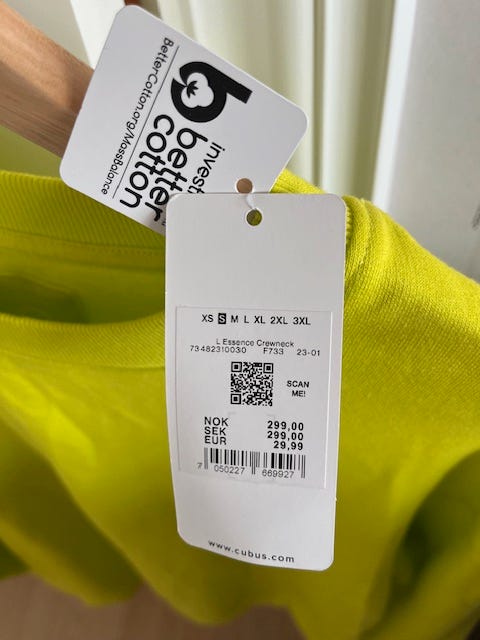 investi
better
cotton
BetterCotton.org/MassBalance
XS S M L XL 2XL 3XL
L Essence Crewneck
73482310030 F733 23-01
SCAN
ME!
NOK 299,00
SEK 299,00
EUR 29,99
7 050227 669927
www.cubus.com